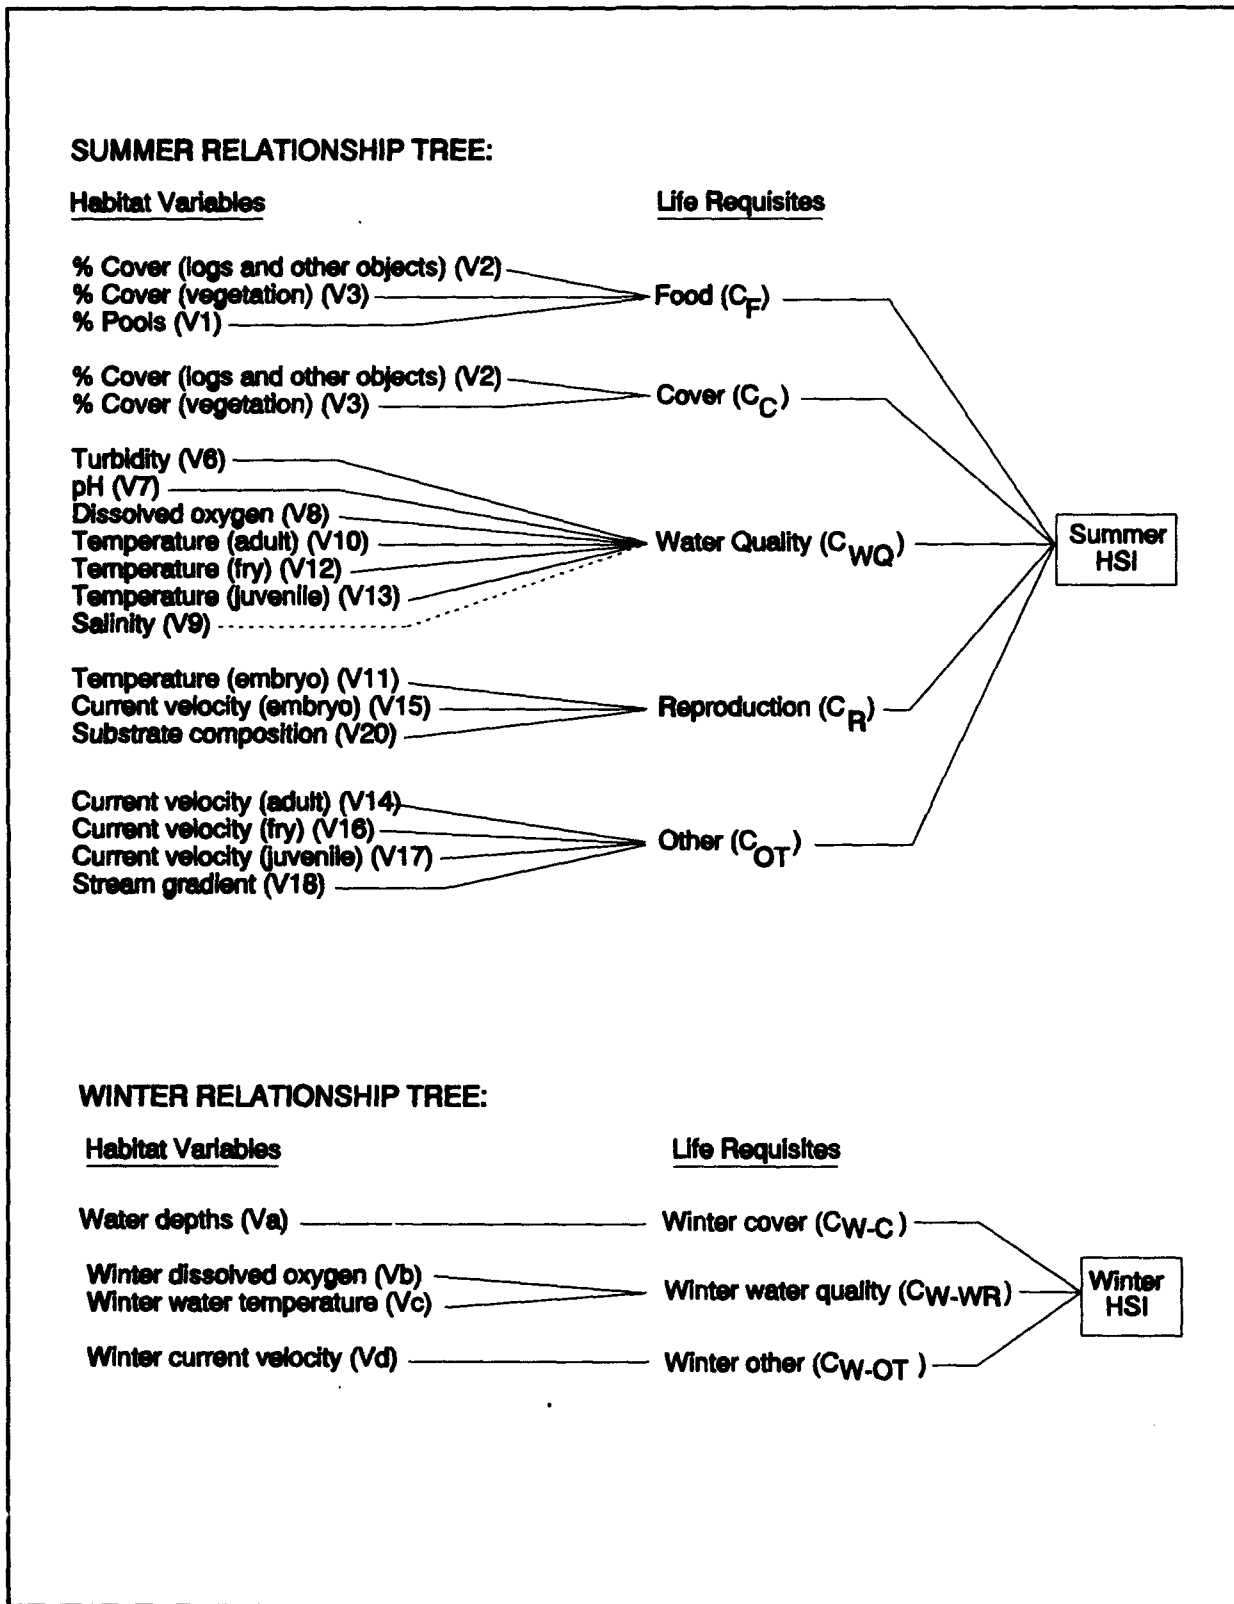 SUMMER RELATIONSHIP TREE:
Habitat Variables Life Requisites
% Cover (logs and other objects) (V2)
% Cover (vegetation) (V3) Food (CF)
% Pools (V1)
% Cover (logs and other objects) (V2)
% Cover (vegetation) (V3) Cover (CC)
Turbidity (V6)
pH (V7)
Dissolved oxygen (V8)
Temperature (adult) (V10) Water Quality (CWQ)
Temperature (fry) (V12)
Temperature (juvenile) (V13)
Salinity (V9)
Summer
HSI
Temperature (embryo) (V11)
Current velocity (embryo) (V15) Reproduction (CR)
Substrate composition (V20)
Current velocity (adult) (V14)
Current velocity (fry) (V16) Other (COT)
Current velocity (juvenile) (V17)
Stream gradient (V18)
WINTER RELATIONSHIP TREE:
Habitat Variables Life Requisites
Water depths (Va) Winter cover (CW-C)
Winter dissolved oxygen (Vb)
Winter water temperature (Vc) Winter water quality (CW-WR)
Winter
HSI
Winter current velocity (Vd) Winter other (CW-OT )